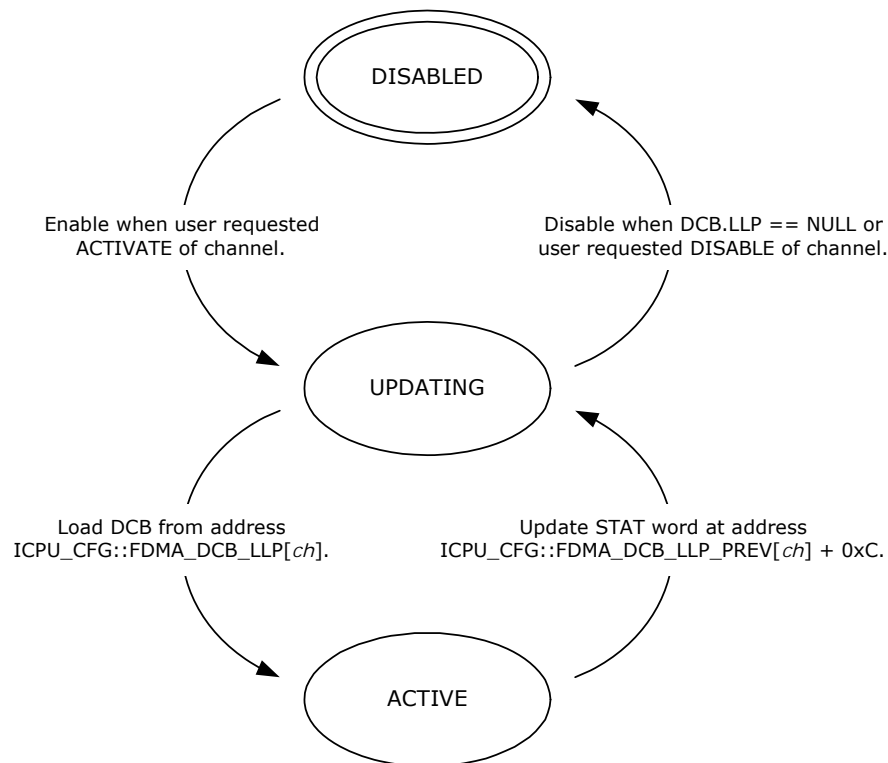 DISABLED
Enable when user requested
ACTIVATE of channel.
Disable when DCB.LLP == NULL or
user requested DISABLE of channel.
UPDATING
Load DCB from address
ICPU_CFG::FDMA_DCB_LLP[ch].
Update STAT word at address
ICPU_CFG::FDMA_DCB_LLP_PREV[ch] + 0xC.
ACTIVE